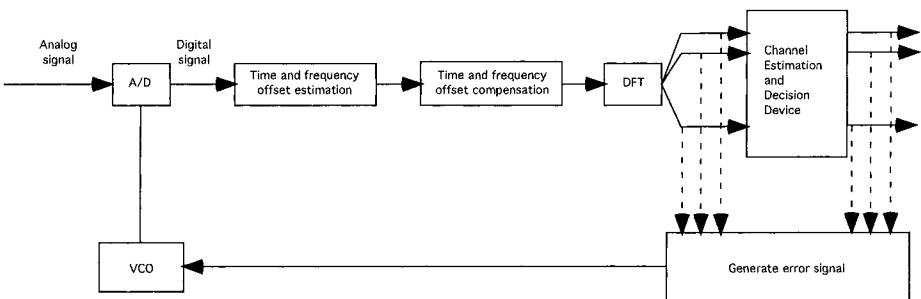 Analog
signal
A/D
Digital
signal
Time and frequency
offset estimation
Time and frequency
offset compensation
DFT
Channel
Estimation
and
Decision
Device
VCO
Generate error signal